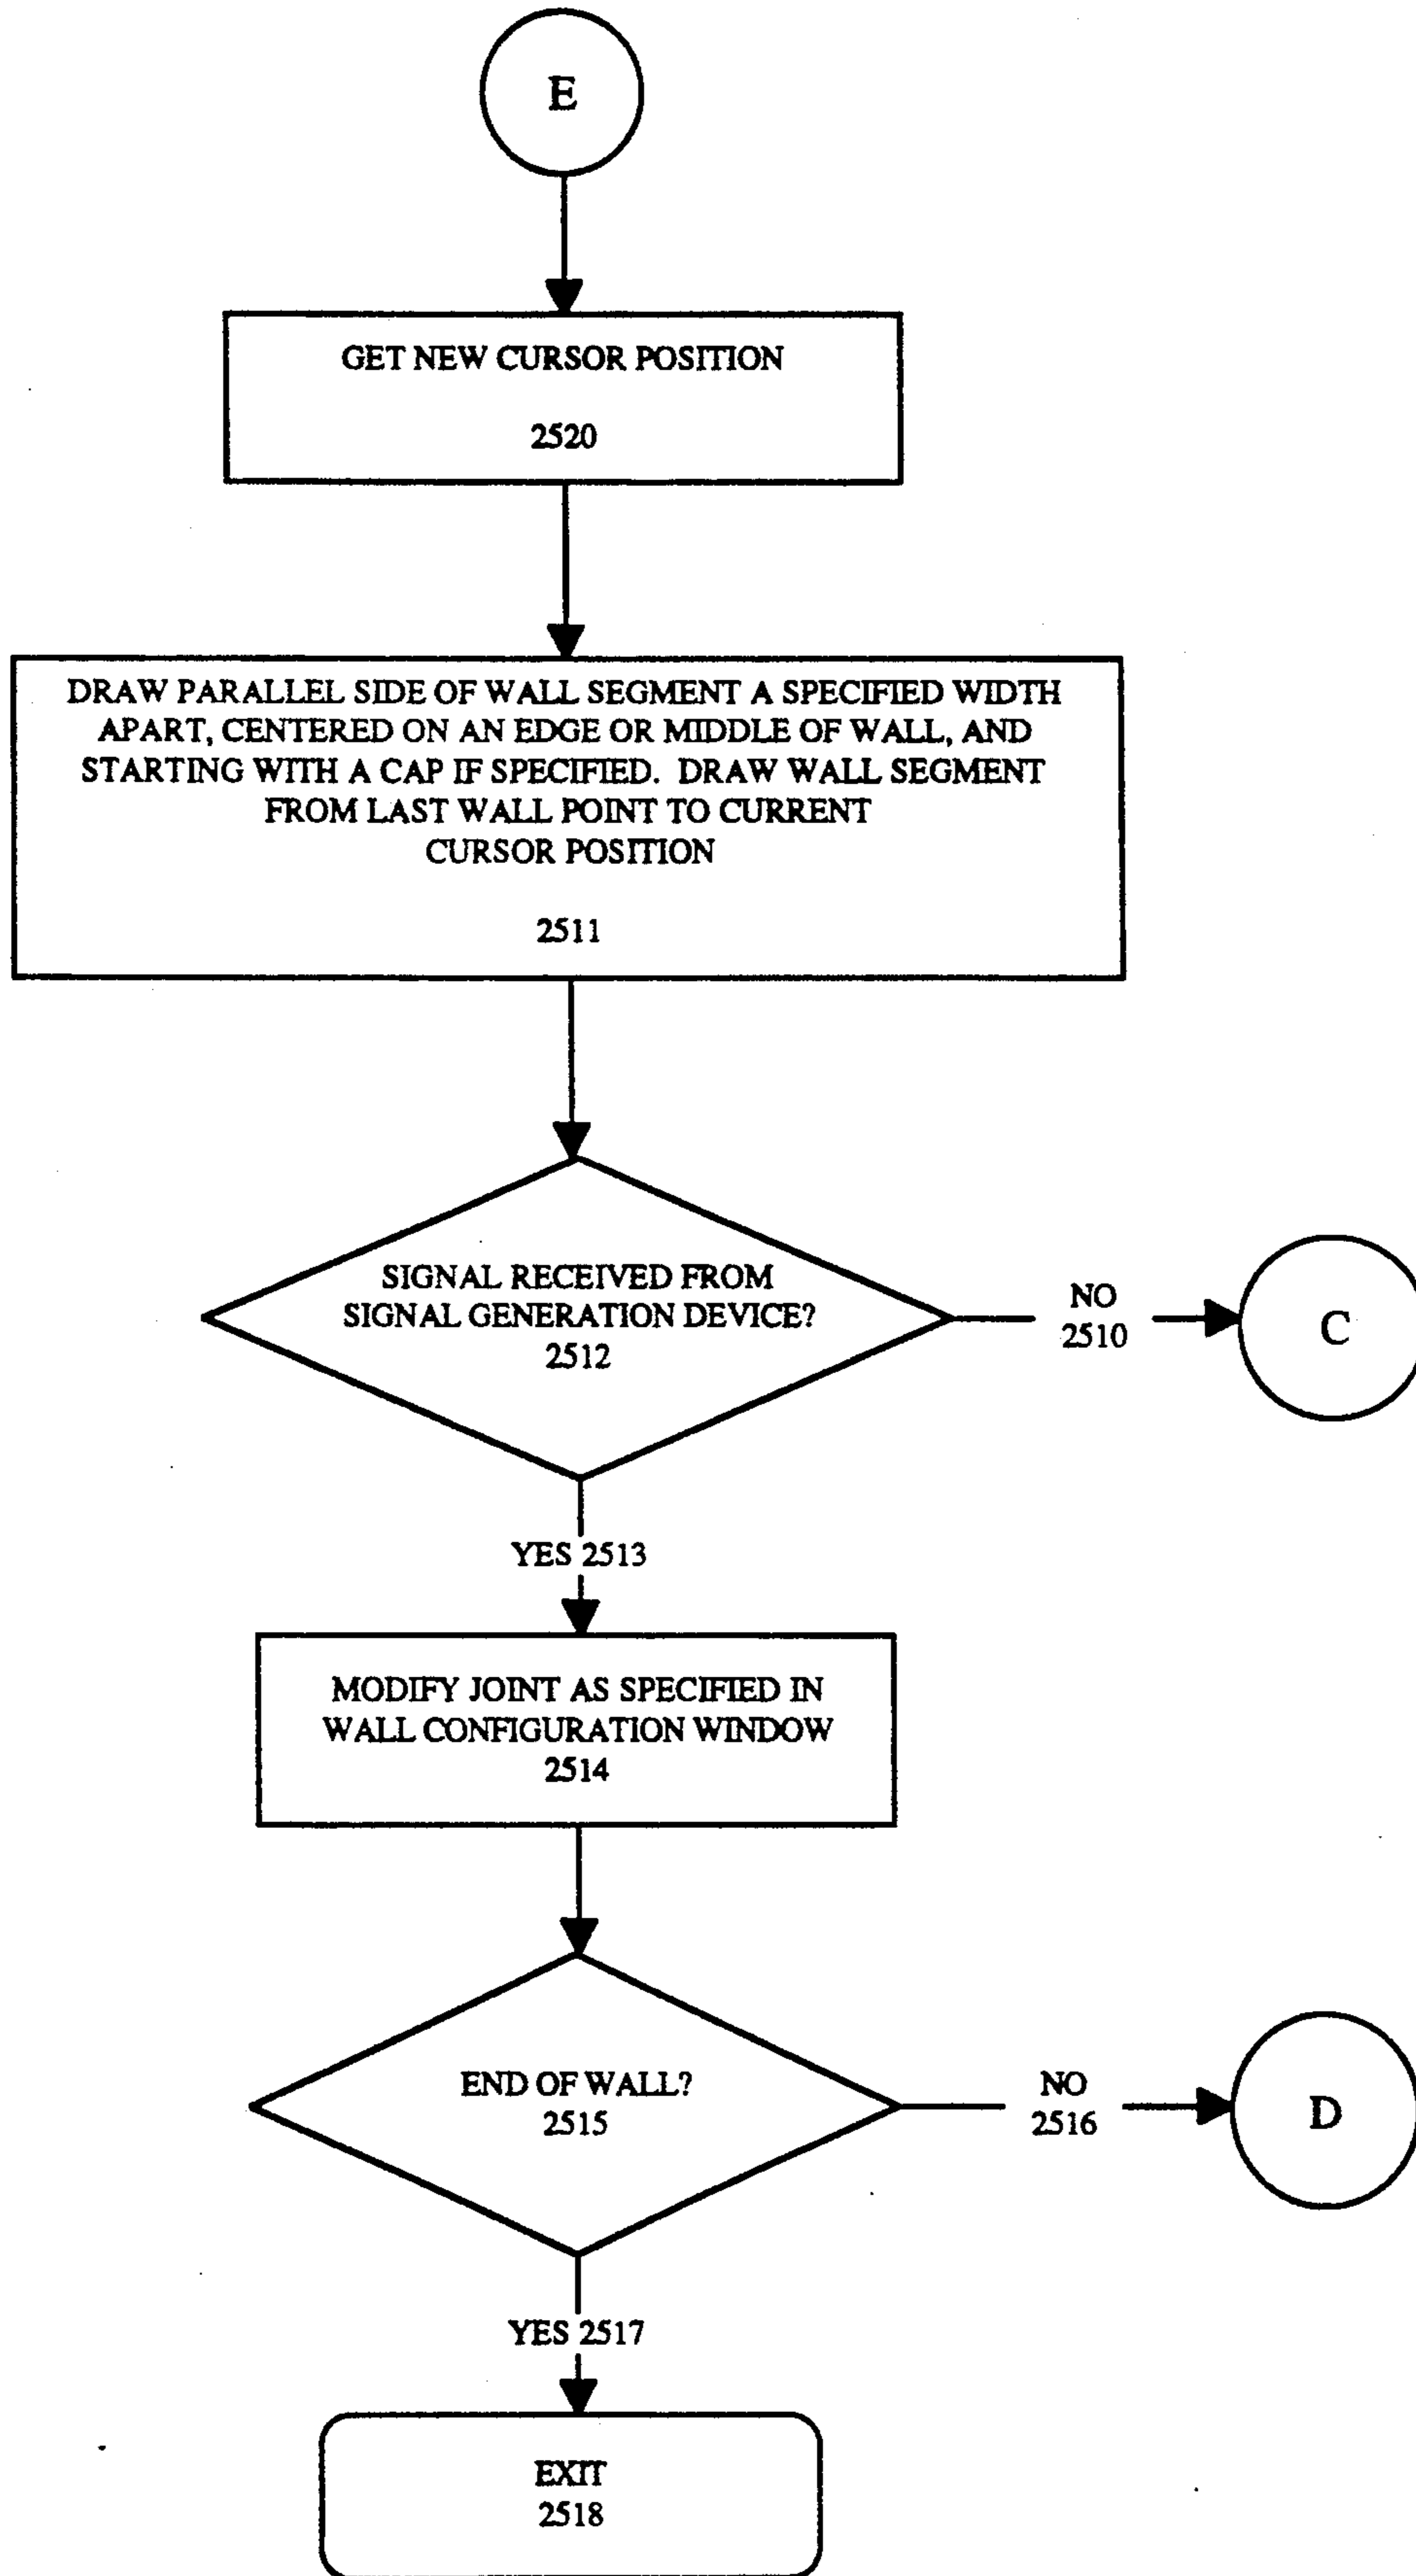 E
GET NEW CURSOR POSITION
2520
DRAW PARALLEL SIDE OF WALL SEGMENT A SPECIFIED WIDTH
APART, CENTERED ON AN EDGE OR MIDDLE OF WALL, AND
STARTING WITH A CAP IF SPECIFIED. DRAW WALL SEGMENT
FROM LAST WALL POINT TO CURRENT
CURSOR POSITION
2511
SIGNAL RECEIVED FROM
SIGNAL GENERATION DEVICE?
2512
NO
2510
C
YES 2513
MODIFY JOINT AS SPECIFIED IN
WALL CONFIGURATION WINDOW
2514
END OF WALL?
2515
NO
2516
D
YES 2517
EXIT
2518